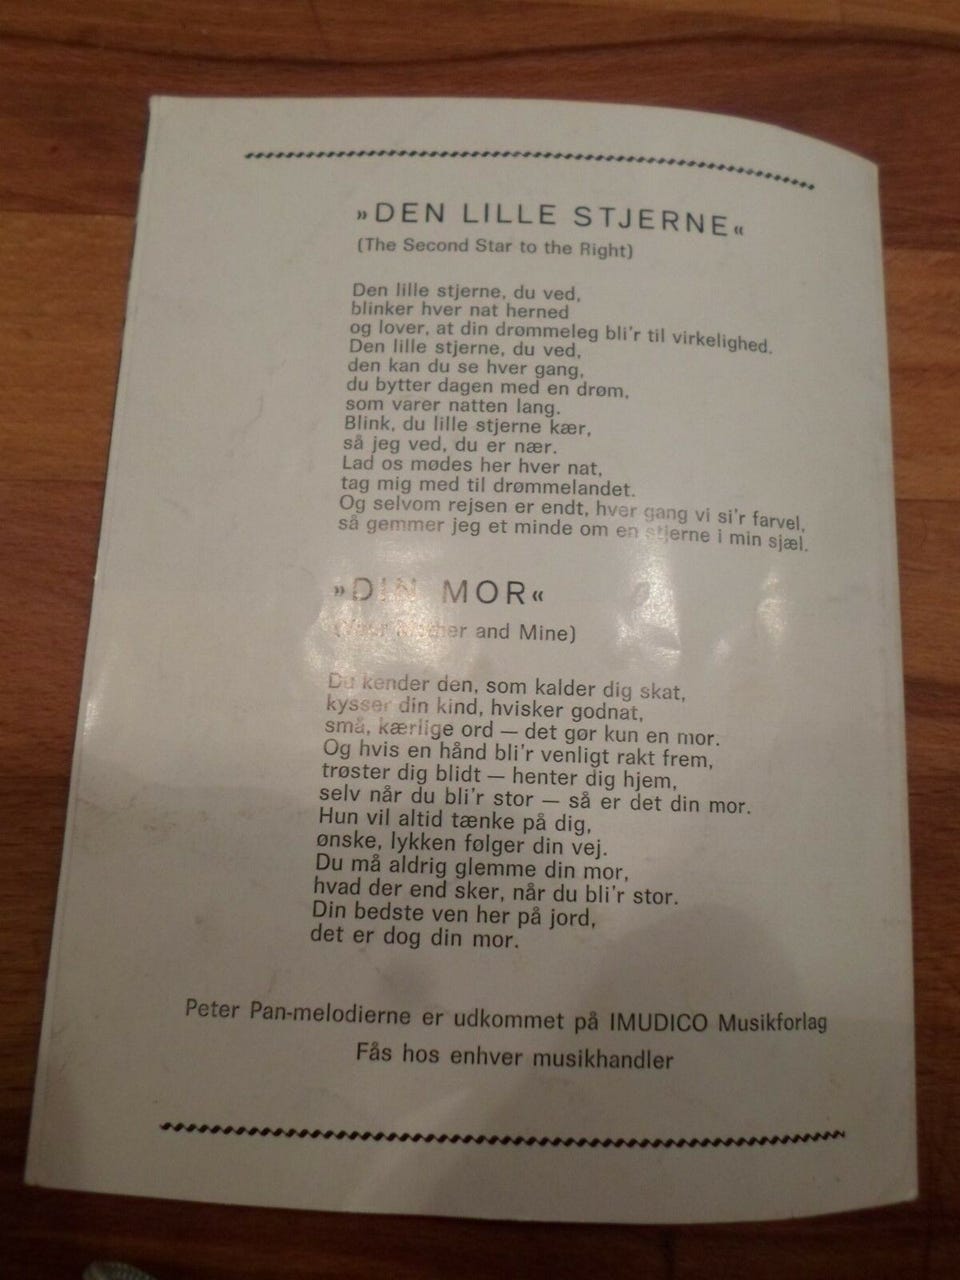 »DEN LILLE STJERNE«
(The Second Star to the Right)
Den lille stjerne, du ved,
blinker hver nat herned
og lover, at din drømmeleg bli'r til virkelighed.
Den lille stjerne, du ved,
den kan du se hver gang,
du bytter dagen med en drøm,
som varer natten lang.
Blink, du lille stjerne kær,
så jeg ved, du er nær.
Lad os mødes her hver nat,
tag mig med til drømmelandet.
Og selvom rejsen er endt, hver gang vi si'r farvel,
så gemmer jeg et minde om en stjerne i min sjæl.
»DIN MOR«
(Your Mother and Mine)
Du kender den, som kalder dig skat,
kysser din kind, hvisker godnat,
små, kærlige ord — det gør kun en mor.
Og hvis en hånd bli'r venligt rakt frem,
trøster dig blidt — henter dig hjem,
selv når du bli'r stor — så er det din mor.
Hun vil altid tænke på dig,
ønske, lykken følger din vej.
Du må aldrig glemme din mor,
hvad der end sker, når du bli'r stor.
Din bedste ven her på jord,
det er dog din mor.
Peter Pan-melodierne er udkommet på IMUDICO Musikforlag
Fås hos enhver musikhandler